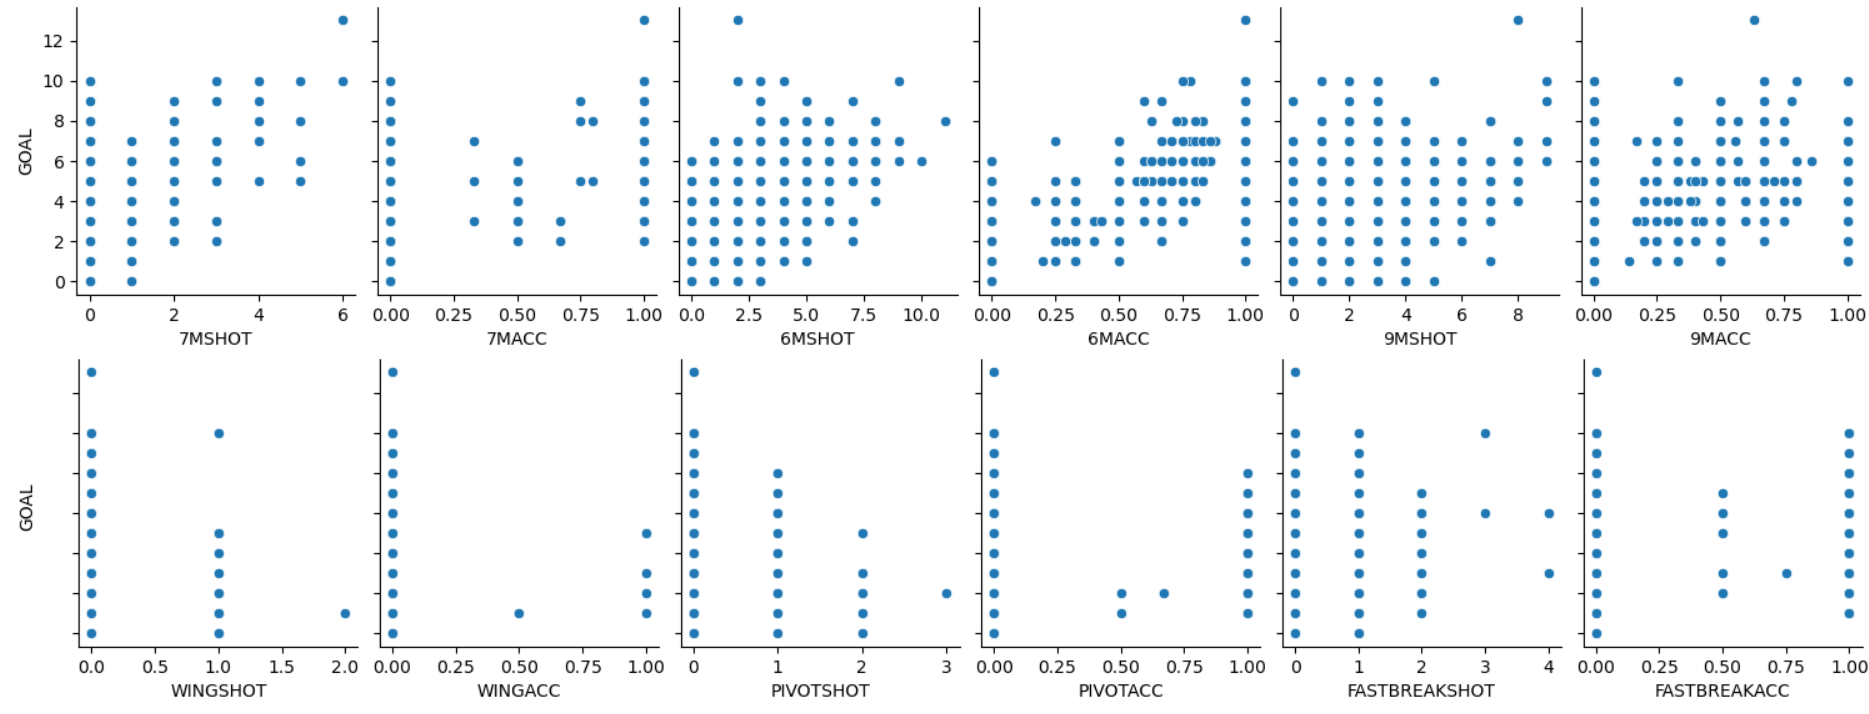 GOAL
12
10
8
6
4
2
0
0 2 4 6
7MSHOT
0.00 0.25 0.50 0.75 1.00
7MACC
0.0 2.5 5.0 7.5 10.0
6MSHOT
0.00 0.25 0.50 0.75 1.00
6MACC
0 2 4 6 8
9MSHOT
0.00 0.25 0.50 0.75 1.00
9MACC
GOAL
0.0 0.5 1.0 1.5 2.0
WINGSHOT
0.00 0.25 0.50 0.75 1.00
WINGACC
0 1 2 3
PIVOTSHOT
0.00 0.25 0.50 0.75 1.00
PIVOTACC
0 1 2 3 4
FASTBREAKSHOT
0.00 0.25 0.50 0.75 1.00
FASTBREAKACC